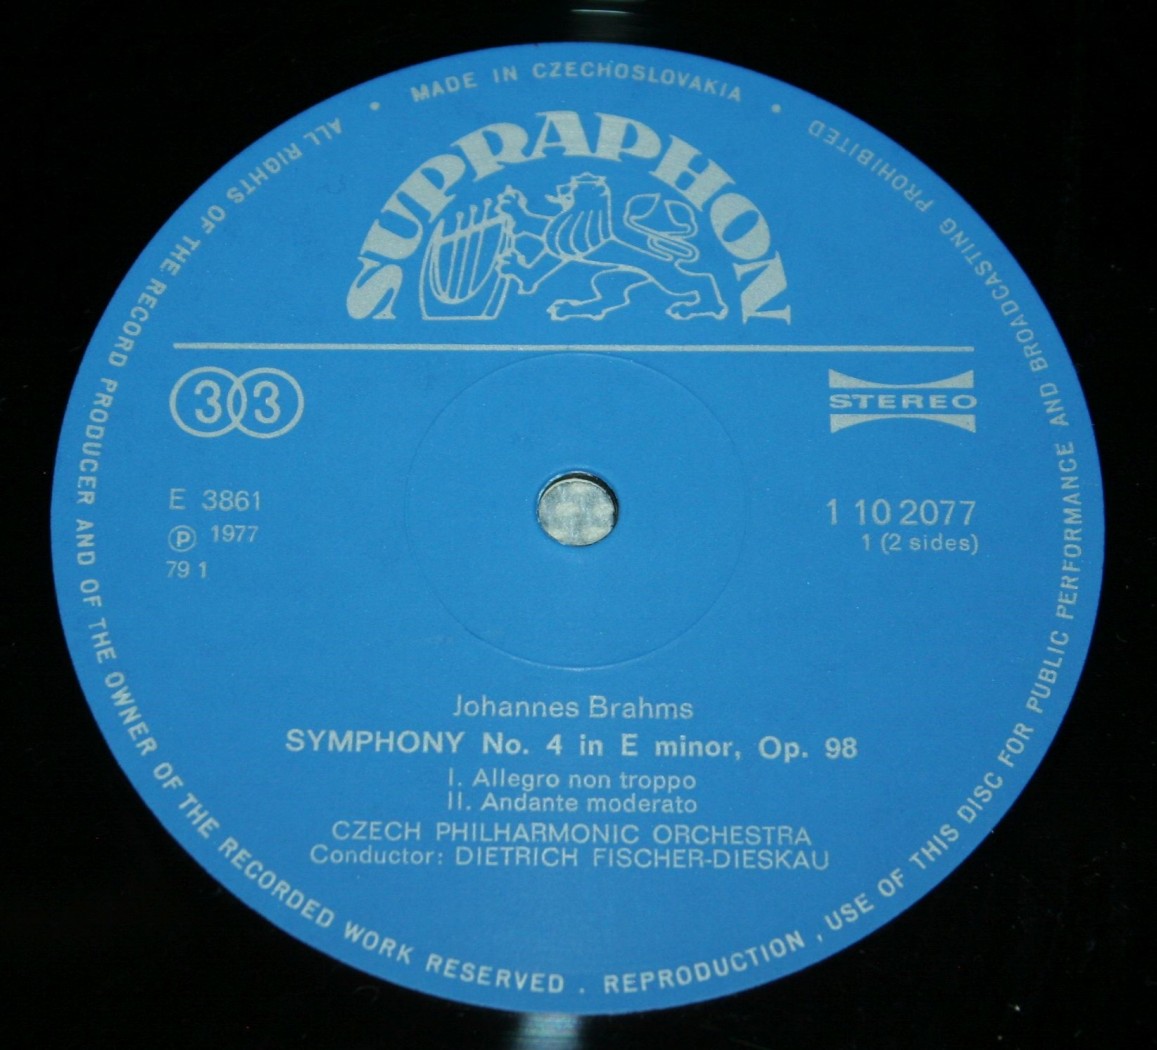 MADE IN CZECHOSLOVAKIA
SUPRAPHON
33
STEREO
E 3861
Ⓟ 1977
79 1
1 10 2077
1 (2 sides)
Johannes Brahms
SYMPHONY No. 4 in E minor, Op. 98
I. Allegro non troppo
II. Andante moderato
CZECH PHILHARMONIC ORCHESTRA
Conductor: DIETRICH FISCHER-DIESKAU
ALL RIGHTS OF THE RECORD PRODUCER AND OF THE OWNER OF THE RECORDED WORK RESERVED . REPRODUCTION , USE OF THIS DISC FOR PUBLIC PERFORMANCE AND BROADCASTING PROHIBITED